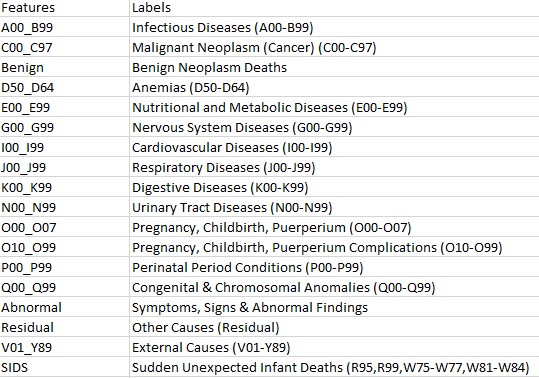 Features Labels
A00_B99 Infectious Diseases (A00-B99)
C00_C97 Malignant Neoplasm (Cancer) (C00-C97)
Benign Benign Neoplasm Deaths
D50_D64 Anemias (D50-D64)
E00_E99 Nutritional and Metabolic Diseases (E00-E99)
G00_G99 Nervous System Diseases (G00-G99)
I00_I99 Cardiovascular Diseases (I00-I99)
J00_J99 Respiratory Diseases (J00-J99)
K00_K99 Digestive Diseases (K00-K99)
N00_N99 Urinary Tract Diseases (N00-N99)
O00_O07 Pregnancy, Childbirth, Puerperium (O00-O07)
O10_O99 Pregnancy, Childbirth, Puerperium Complications (O10-O99)
P00_P99 Perinatal Period Conditions (P00-P99)
Q00_Q99 Congenital & Chromosomal Anomalies (Q00-Q99)
Abnormal Symptoms, Signs & Abnormal Findings
Residual Other Causes (Residual)
V01_Y89 External Causes (V01-Y89)
SIDS Sudden Unexpected Infant Deaths (R95,R99,W75-W77,W81-W84)